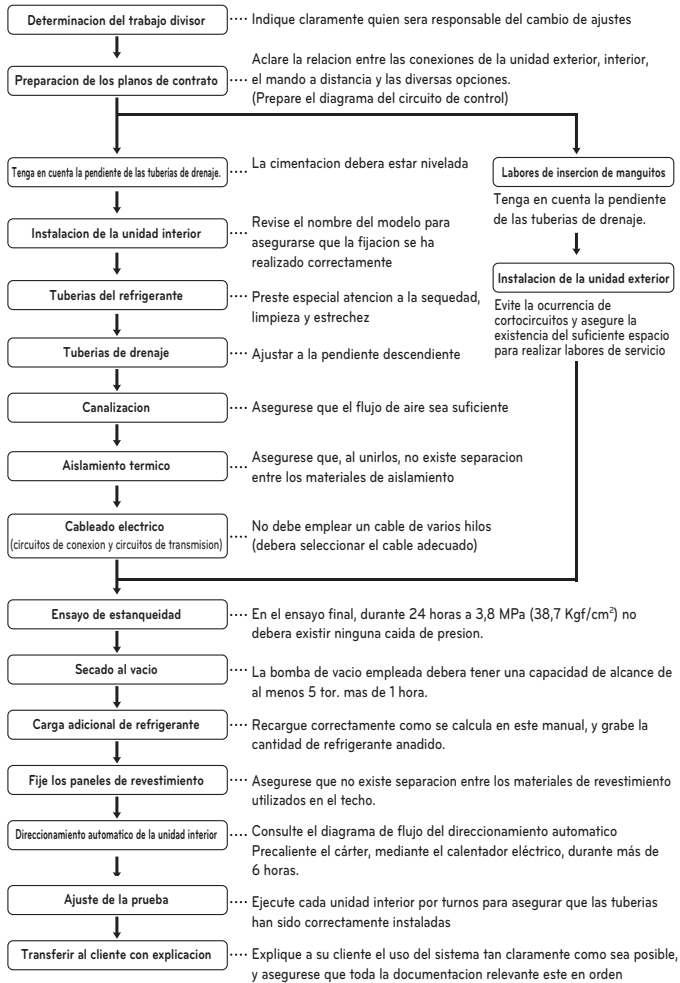 Determinacion del trabajo divisor
···· Indique claramente quien sera responsable del cambio de ajustes
Preparacion de los planos de contrato
Aclare la relacion entre las conexiones de la unidad exterior, interior,
···· el mando a distancia y las diversas opciones.
(Prepare el diagrama del circuito de control)
Tenga en cuenta la pendiente de las tuberias de drenaje.
···· La cimentacion debera estar nivelada
Instalacion de la unidad interior
Revise el nombre del modelo para
···· asegurarse que la fijacion se ha
realizado correctamente
Tuberias del refrigerante
···· Preste especial atencion a la sequedad,
limpieza y estrechez
Tuberias de drenaje
···· Ajustar a la pendiente descendiente
Canalizacion
···· Asegurese que el flujo de aire sea suficiente
Aislamiento termico
···· Asegurese que, al unirlos, no existe separacion
entre los materiales de aislamiento
Cableado electrico
(circuitos de conexion y circuitos de transmision)
···· No debe emplear un cable de varios hilos
(debera seleccionar el cable adecuado)
Labores de insercion de manguitos
Tenga en cuenta la pendiente
de las tuberias de drenaje.
Instalacion de la unidad exterior
Evite la ocurrencia de
cortocircuitos y asegure la
existencia del suficiente espacio
para realizar labores de servicio
Ensayo de estanqueidad
···· En el ensayo final, durante 24 horas a 3,8 MPa (38,7 Kgf/cm²) no
debera existir ninguna caida de presion.
Secado al vacio
···· La bomba de vacio empleada debera tener una capacidad de alcance de
al menos 5 tor. mas de 1 hora.
Carga adicional de refrigerante
···· Recargue correctamente como se calcula en este manual, y grabe la
cantidad de refrigerante anadido.
Fije los paneles de revestimiento
···· Asegurese que no existe separacion entre los materiales de revestimiento
utilizados en el techo.
Direccionamiento automatico de la unidad interior
···· Consulte el diagrama de flujo del direccionamiento automatico
Precaliente el cárter, mediante el calentador eléctrico, durante más de
6 horas.
Ajuste de la prueba
···· Ejecute cada unidad interior por turnos para asegurar que las tuberias
han sido correctamente instaladas
Transferir al cliente con explicacion
···· Explique a su cliente el uso del sistema tan claramente como sea posible,
y asegurese que toda la documentacion relevante este en orden